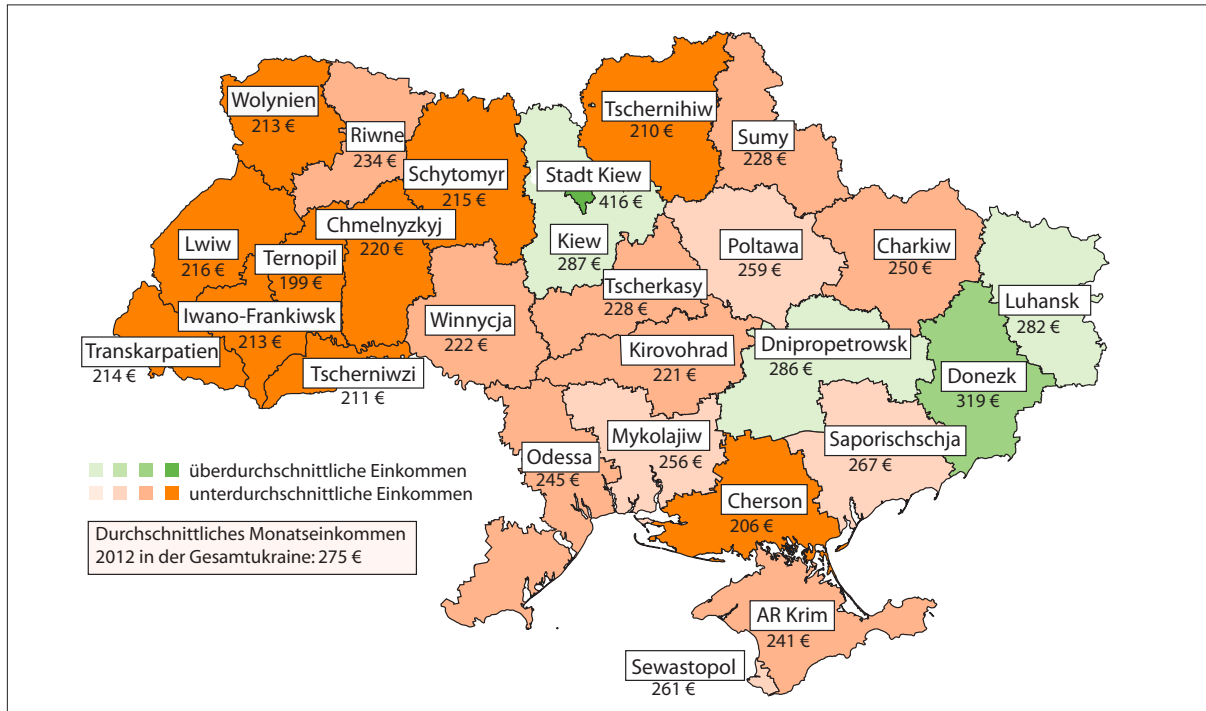 Wolynien
213 €
Riwne
234 €
Schytomyr
215 €
Stadt Kiew
416 €
Tschernihiw
210 €
Sumy
228 €
Lwiw
216 €
Ternopil
199 €
Chmelnyzkyj
220 €
Kiew
287 €
Tscherkasy
228 €
Poltawa
259 €
Charkiw
250 €
Luhansk
282 €
Transkarpatien
214 €
Iwano-Frankiwsk
213 €
Tscherniwzi
211 €
Winnycja
222 €
Kirovohrad
221 €
Dnipropetrowsk
286 €
Donezk
319 €
Odessa
245 €
Mykolajiw
256 €
Saporischschja
267 €
Cherson
206 €
AR Krim
241 €
Sewastopol
261 €
überdurchschnittliche Einkommen
unterdurchschnittliche Einkommen
Durchschnittliches Monatseinkommen
2012 in der Gesamtukraine: 275 €